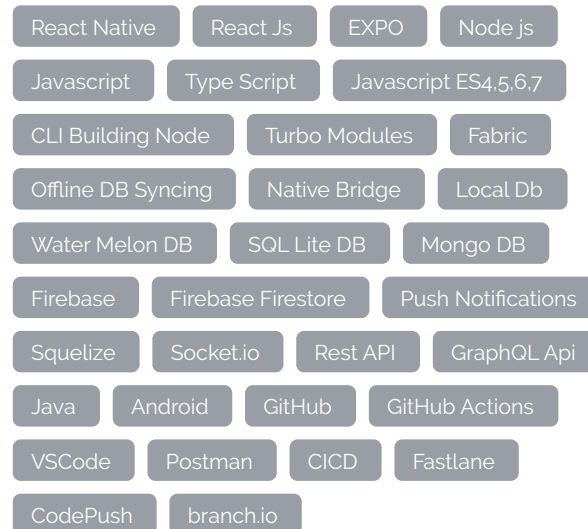 React Native React Js EXPO Node js
Javascript Type Script Javascript ES4,5,6,7
CLI Building Node Turbo Modules Fabric
Offline DB Syncing Native Bridge Local Db
Water Melon DB SQL Lite DB Mongo DB
Firebase Firebase Firestore Push Notifications
Squelize Socket.io Rest API GraphQL Api
Java Android GitHub GitHub Actions
VSCode Postman CICD Fastlane
CodePush branch.io